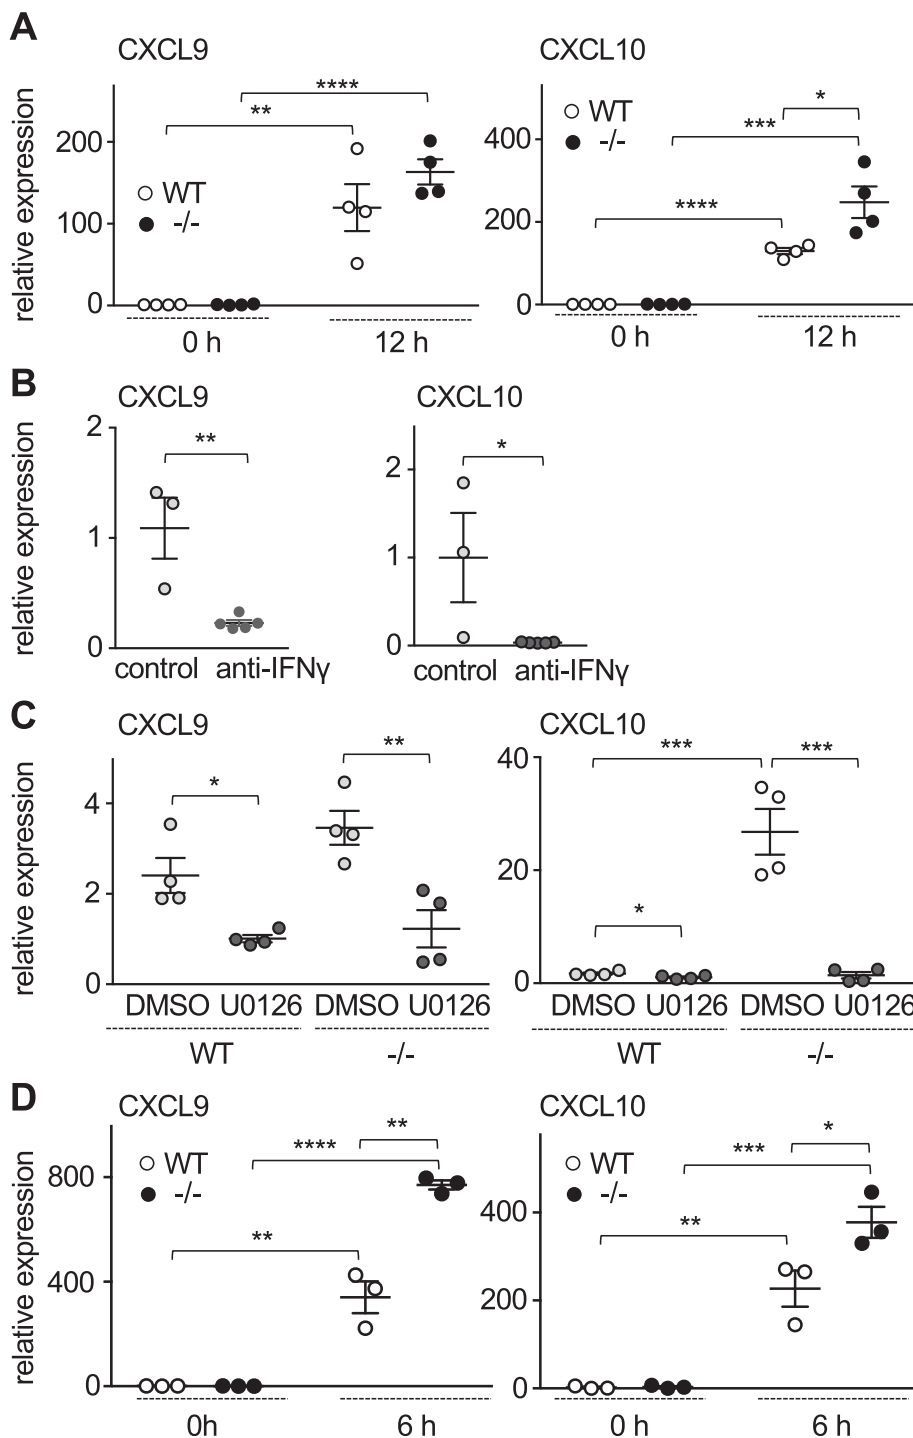 A
CXCL9 CXCL10
relative expression
200
100
0
**
****
WT
-/-
0 h 12 h
400
200
0
****
***
*
WT
-/-
0 h 12 h
B
CXCL9 CXCL10
relative expression
2
1
0
**
control anti-IFNγ
2
1
0
*
control anti-IFNγ
C
CXCL9 CXCL10
relative expression
4
2
0
*
**
DMSO U0126 DMSO U0126
WT -/-
40
20
0
***
***
*
DMSO U0126 DMSO U0126
WT -/-
D
CXCL9 CXCL10
relative expression
800
400
0
WT
-/-
****
**
**
0h 6 h
400
200
0
WT
-/-
***
*
**
0 h 6 h